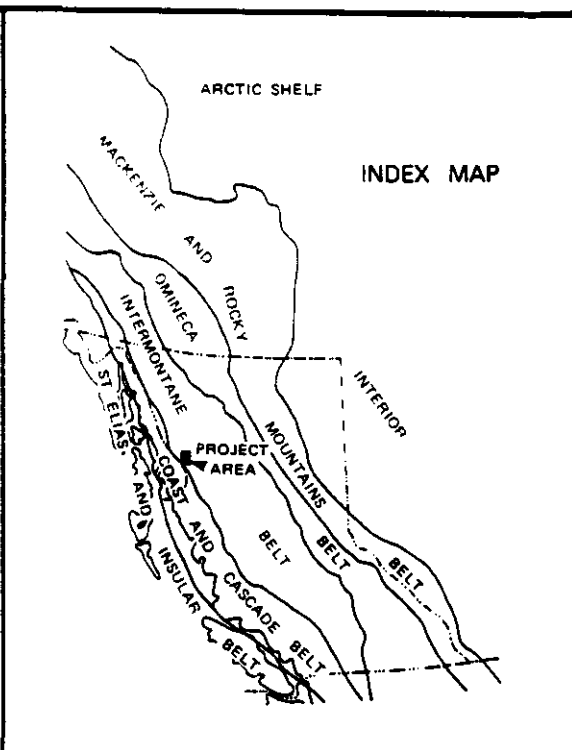 ARCTIC SHELF
INDEX MAP
MACKENZIE AND ROCKY MOUNTAINS BELT
OMINECA BELT
INTERMONTANE BELT
INTERIOR
PROJECT
AREA
COAST AND CASCADE BELT
ST ELIAS, AND INSULAR BELT